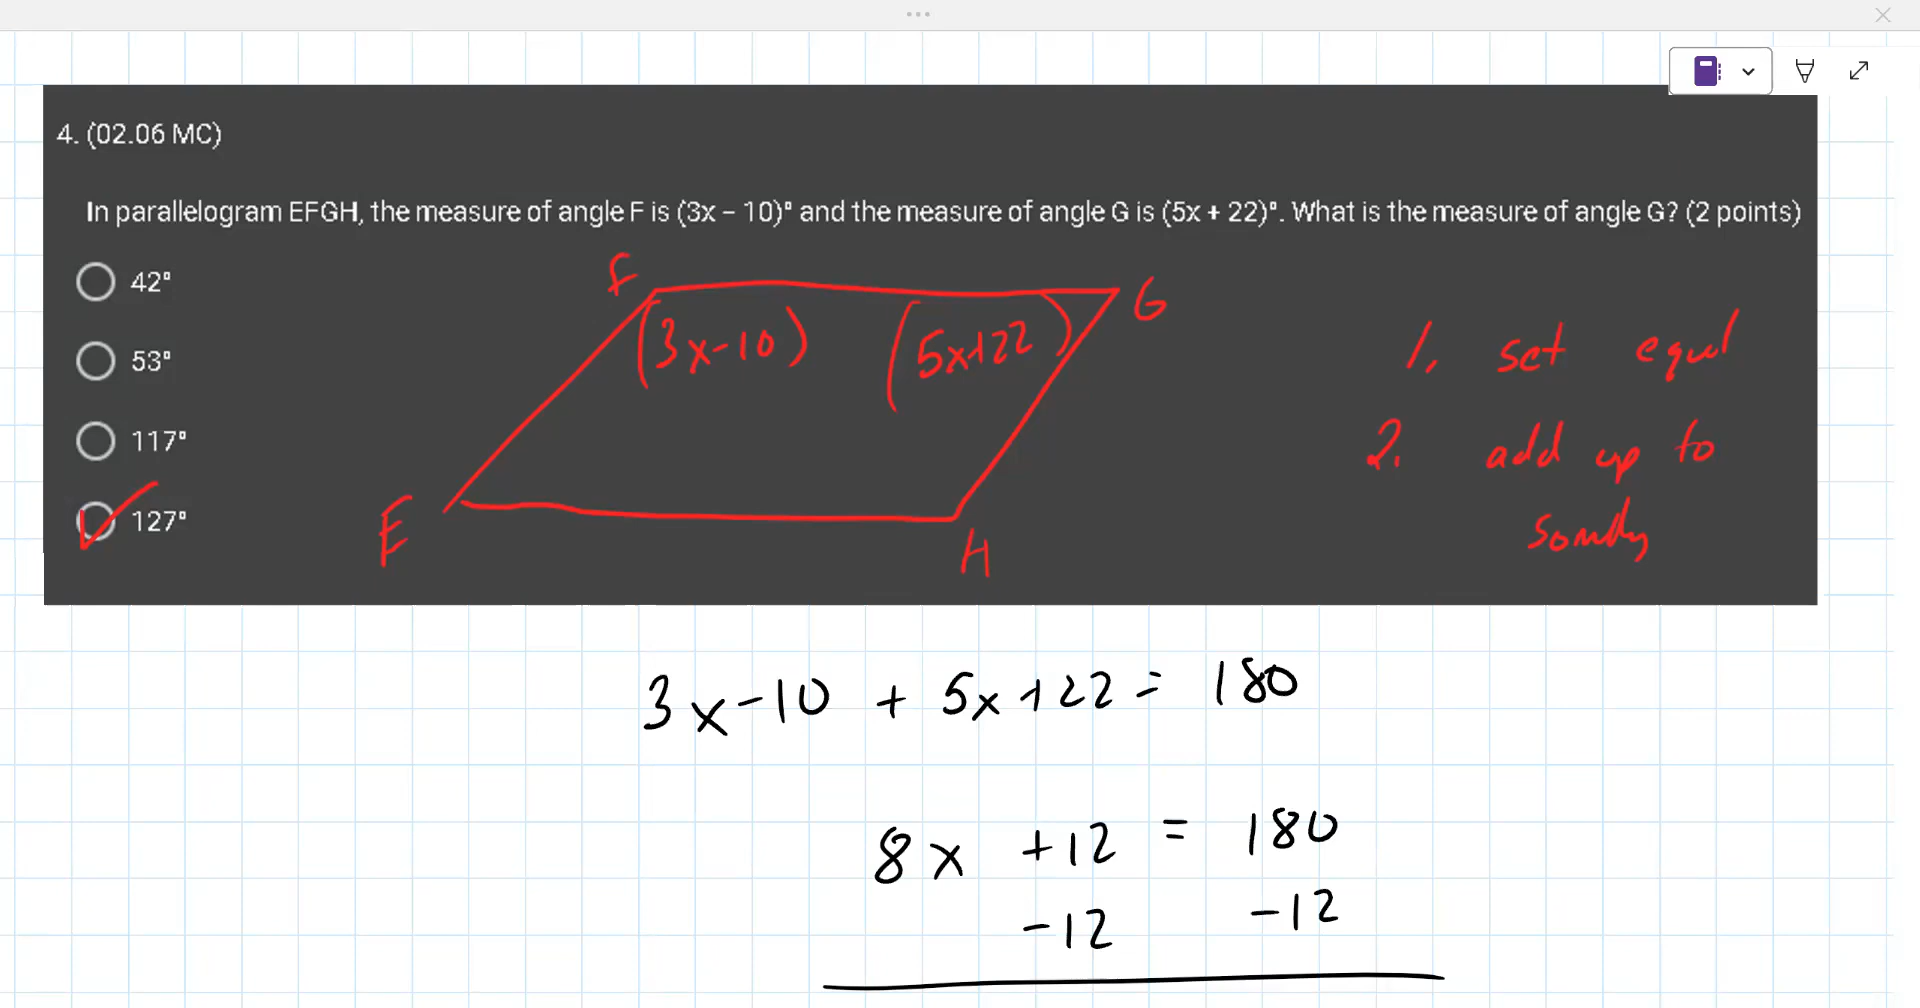 4. (02.06 MC)
In parallelogram EFGH, the measure of angle F is (3x − 10)° and the measure of angle G is (5x + 22)°. What is the measure of angle G? (2 points)
42°
53°
117°
127°
F
G
(3x-10)
(5x+22)
E
H
1. set equal
2. add up to
3x-10 + 5x+22 = 180
8x +12 = 180
-12 -12